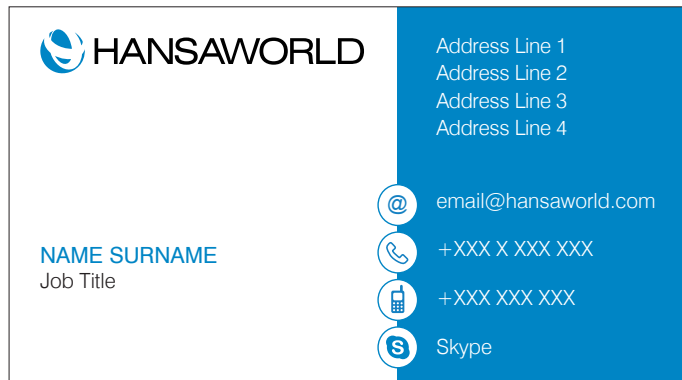 HANSAWORLD
NAME SURNAME
Job Title
Address Line 1
Address Line 2
Address Line 3
Address Line 4
@ email@hansaworld.com
+XXX X XXX XXX
+XXX XXX XXX
S Skype